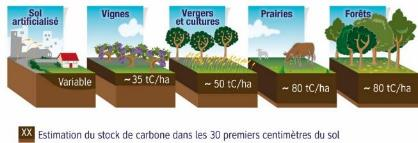 Sol
artificialisé
Vignes
Vergers
et cultures
Prairies
Forêts
Variable
~ 35 tC/ha
~ 50 tC/ha
~ 80 tC/ha
~ 80 tC/ha
XX Estimation du stock de carbone dans les 30 premiers centimètres du sol